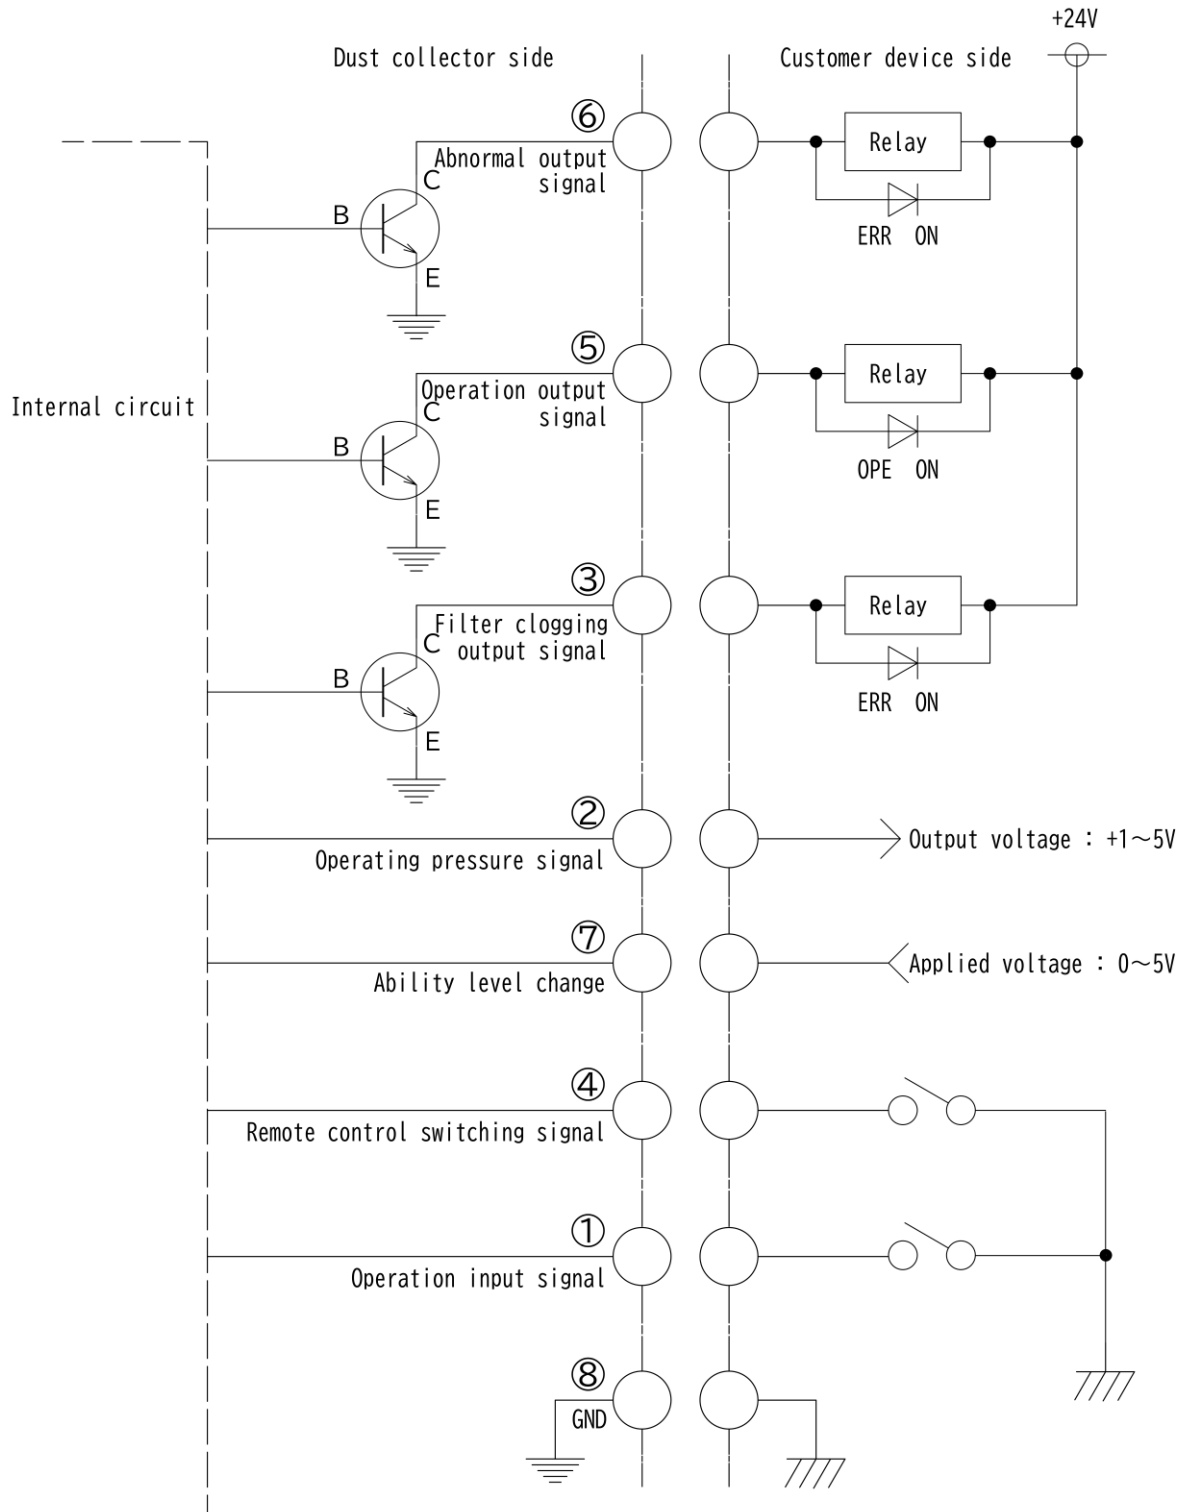 +24V
Dust collector side
Customer device side
⑥
Abnormal output
signal
C
B
E
Relay
ERR ON
⑤
Operation output
signal
C
B
E
Relay
OPE ON
Internal circuit
③
Filter clogging
output signal
C
B
E
Relay
ERR ON
②
Operating pressure signal
Output voltage : +1～5V
⑦
Ability level change
Applied voltage : 0～5V
④
Remote control switching signal
①
Operation input signal
⑧
GND